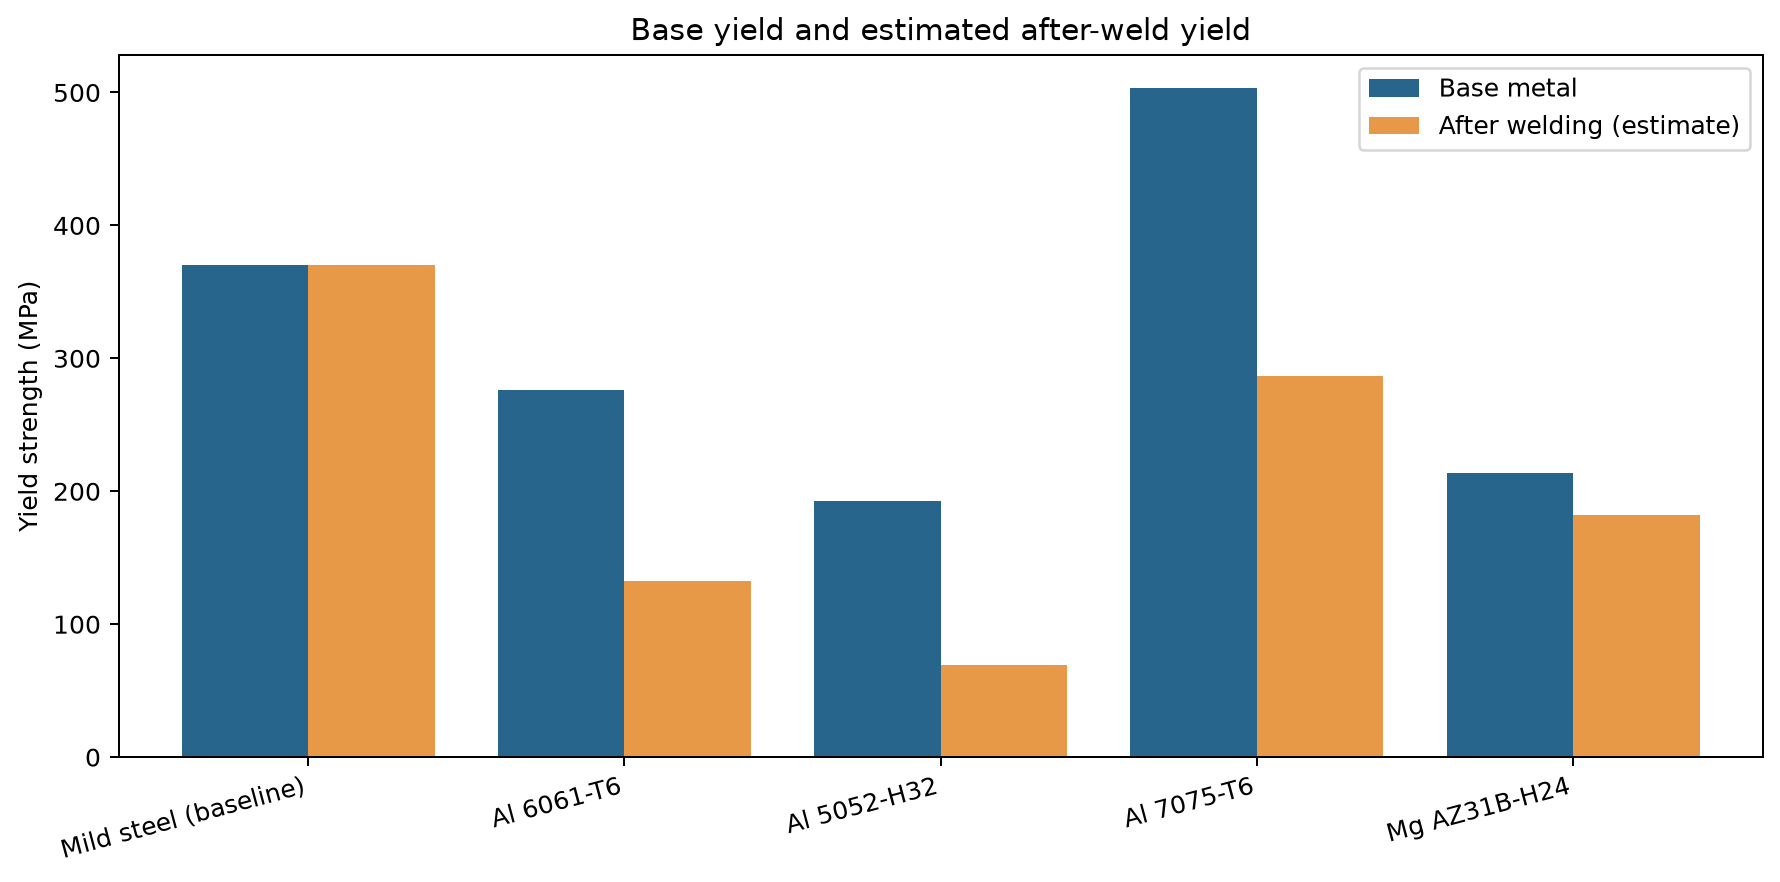 Base yield and estimated after-weld yield
Base metal
After welding (estimate)
Yield strength (MPa)
500
400
300
200
100
0
Mild steel (baseline)
Al 6061-T6
Al 5052-H32
Al 7075-T6
Mg AZ31B-H24